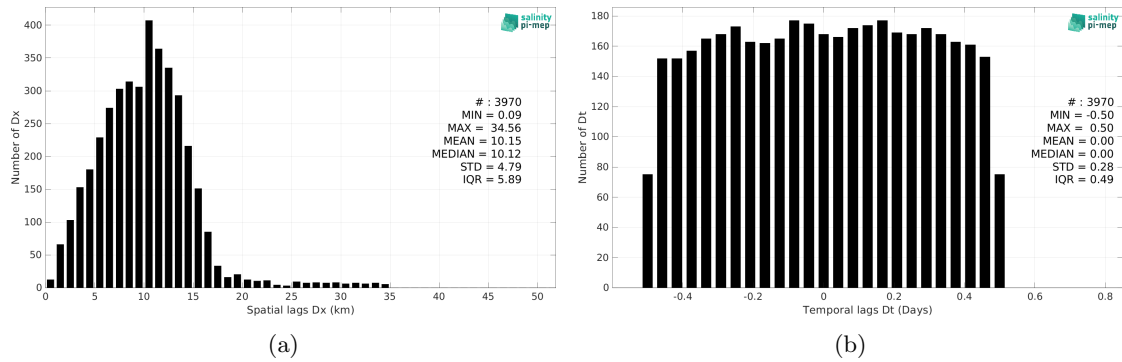 400
350
300
250
200
150
100
50
0
Number of Dx
0 5 10 15 20 25 30 35 40 45 50
Spatial lags Dx (km)
salinity
pi-mep
# : 3970
MIN = 0.09
MAX = 34.56
MEAN = 10.15
MEDIAN = 10.12
STD = 4.79
IQR = 5.89
(a)
180
160
140
120
100
80
60
40
20
0
Number of Dt
-0.4 -0.2 0 0.2 0.4 0.6 0.8
Temporal lags Dt (Days)
salinity
pi-mep
# : 3970
MIN = -0.50
MAX = 0.50
MEAN = 0.00
MEDIAN = 0.00
STD = 0.28
IQR = 0.49
(b)